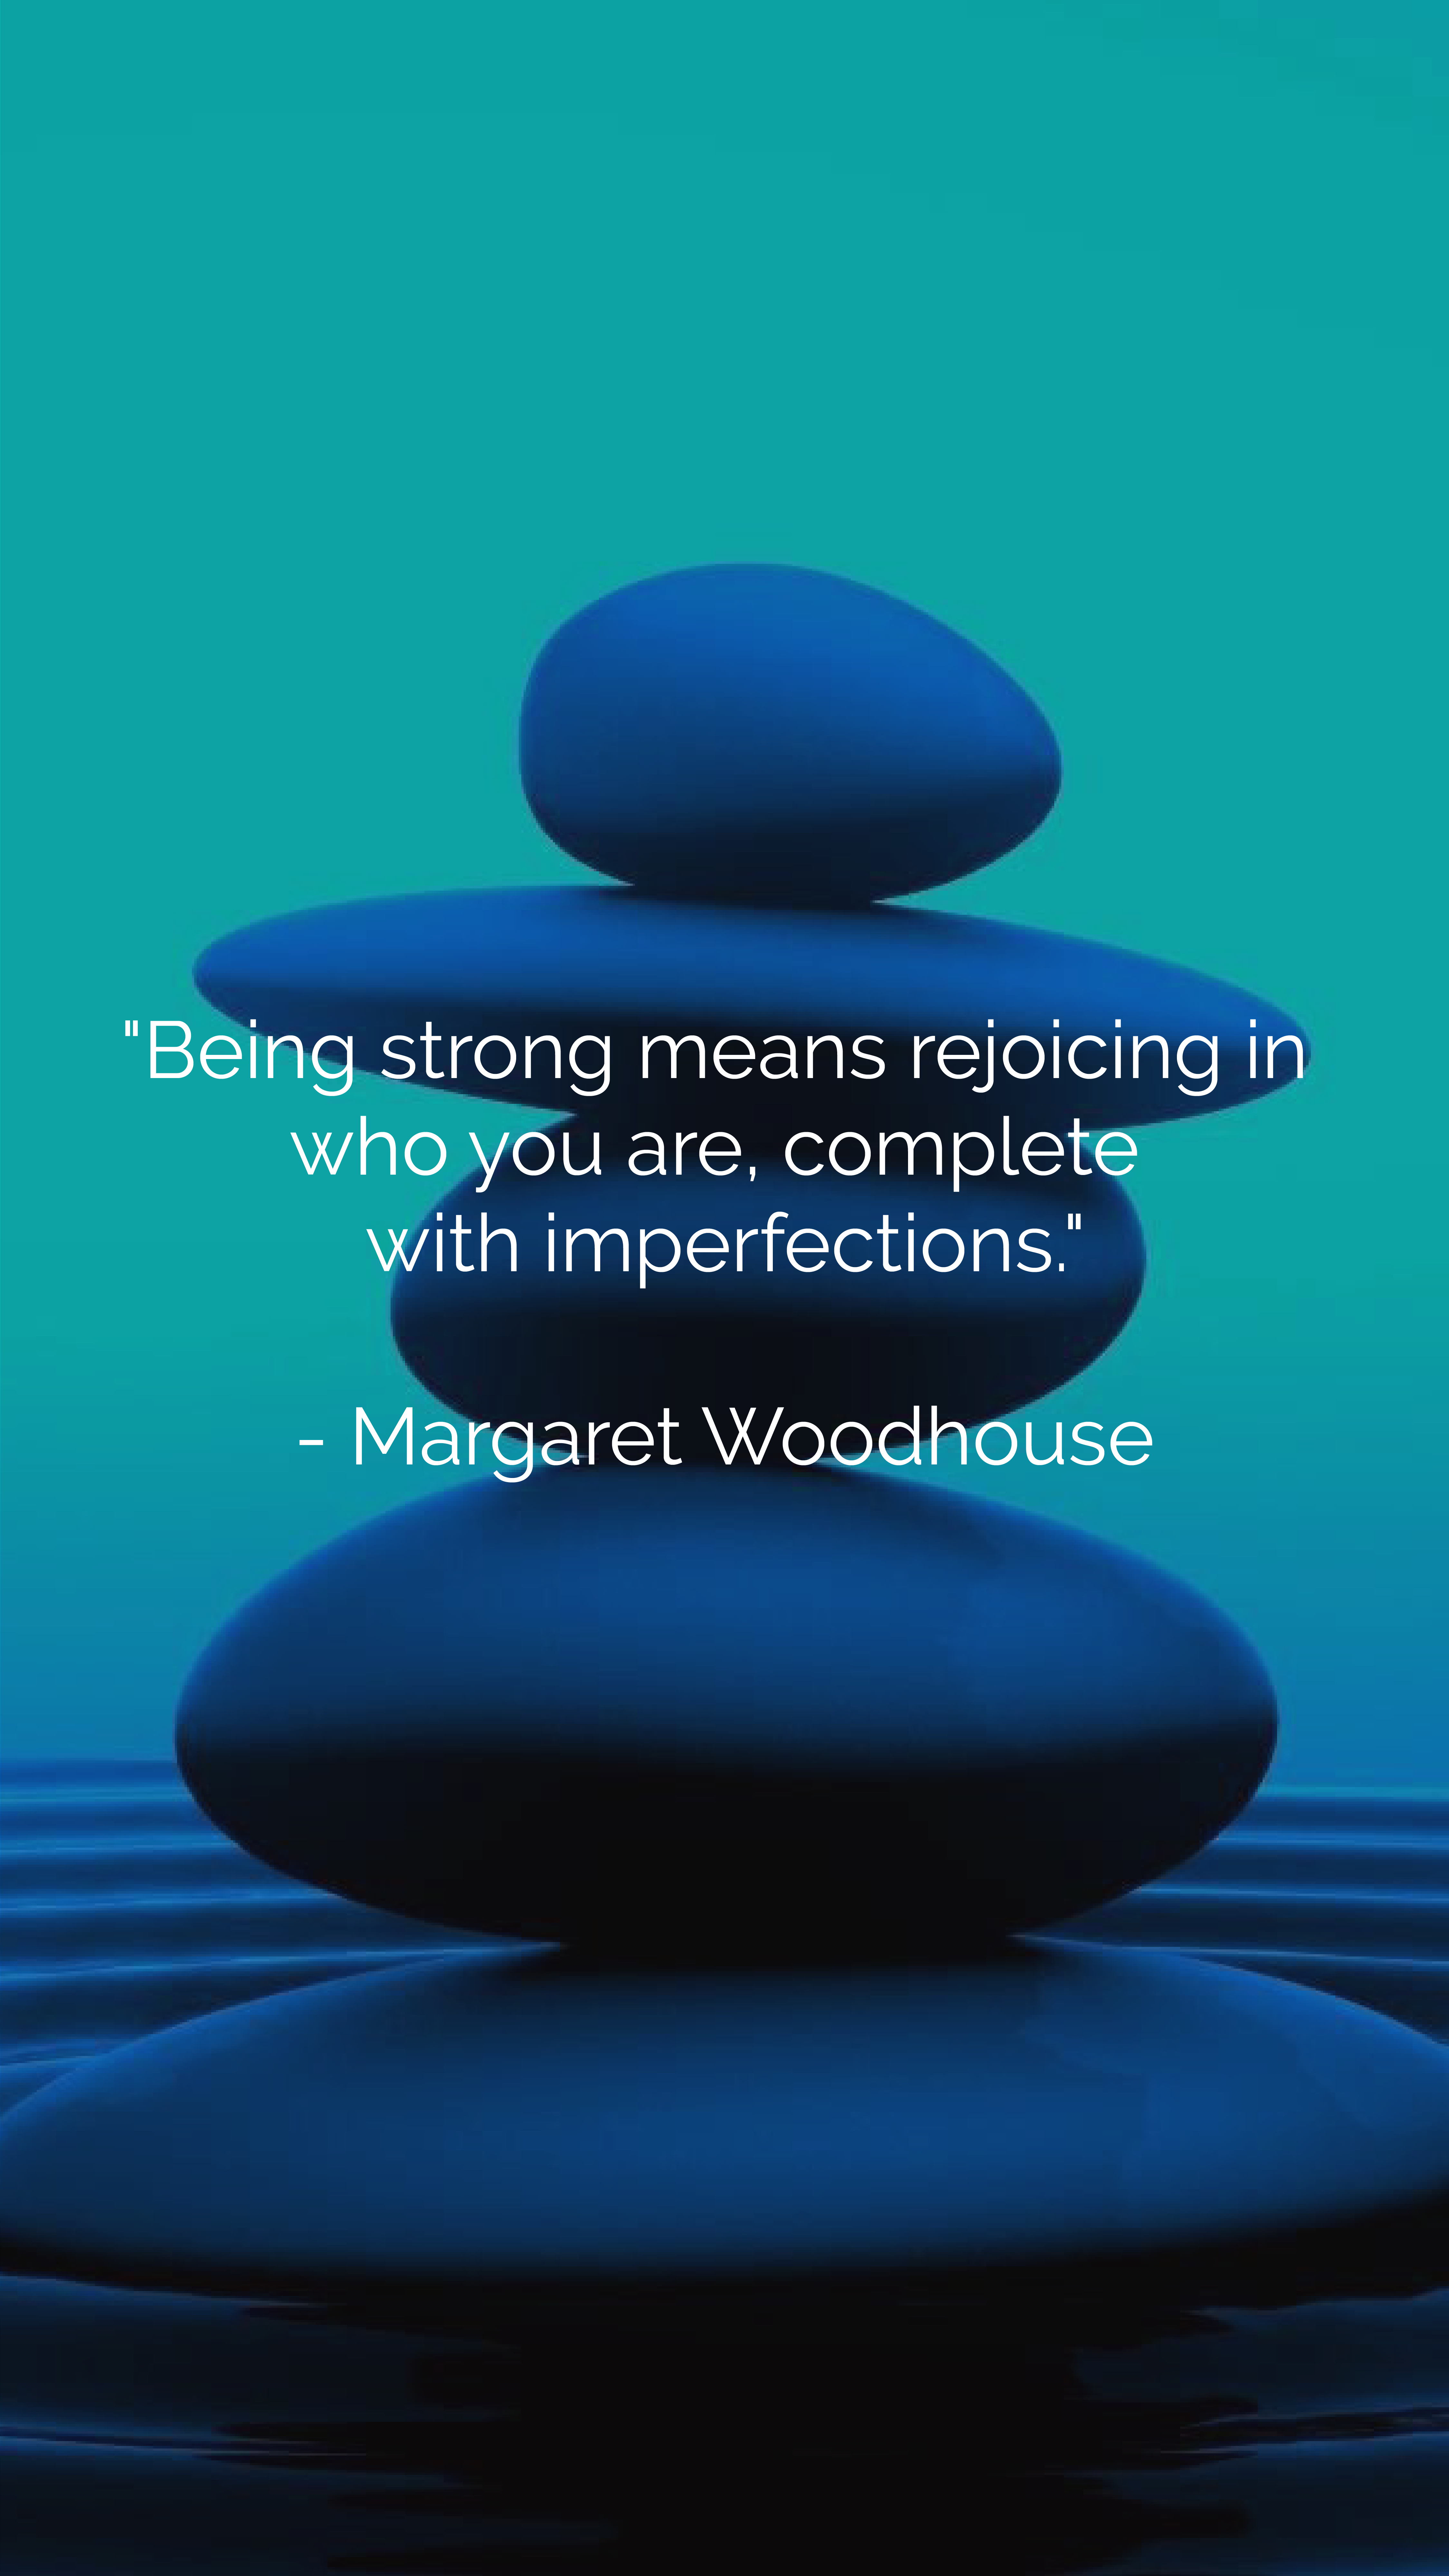 "Being strong means rejoicing in
who you are, complete
with imperfections."
- Margaret Woodhouse